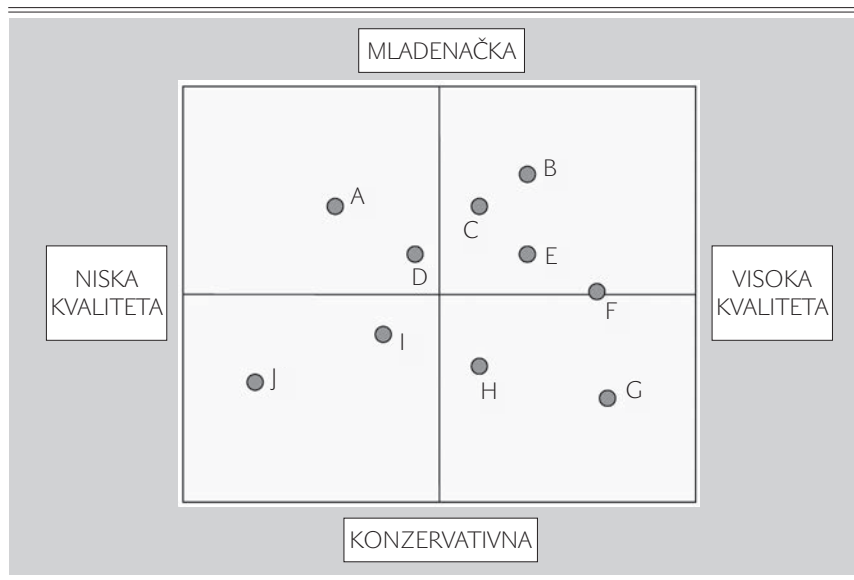 MLADENAČKA
B
A
C
E
D
NISKA
KVALITETA
VISOKA
KVALITETA
F
I
J
H
G
KONZERVATIVNA